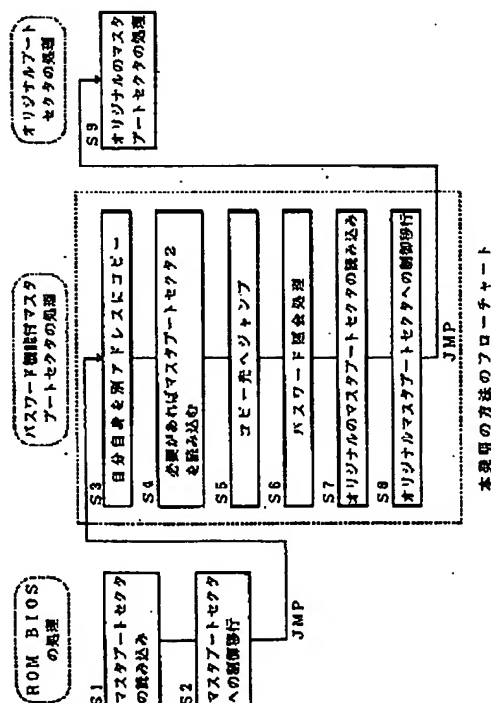 ROM BIOS
の処理
S1
マスタブートセクタ
の読み込み
S2
マスタブートセクタ
への制御移行
JMP
パスワード機能付マスタ
ブートセクタの処理
S3
自分自身を別アドレスにコピー
S4
必要があればマスタブートセクタ2
を読み込む
S5
コピー先へジャンプ
S6
パスワード照会処理
S7
オリジナルのマスタブートセクタの読み込み
S8
オリジナルマスタブートセクタへの制御移行
JMP
オリジナルブート
セクタの処理
S9
オリジナルのマスタ
ブートセクタの処理
本発明の方法のフローチャート